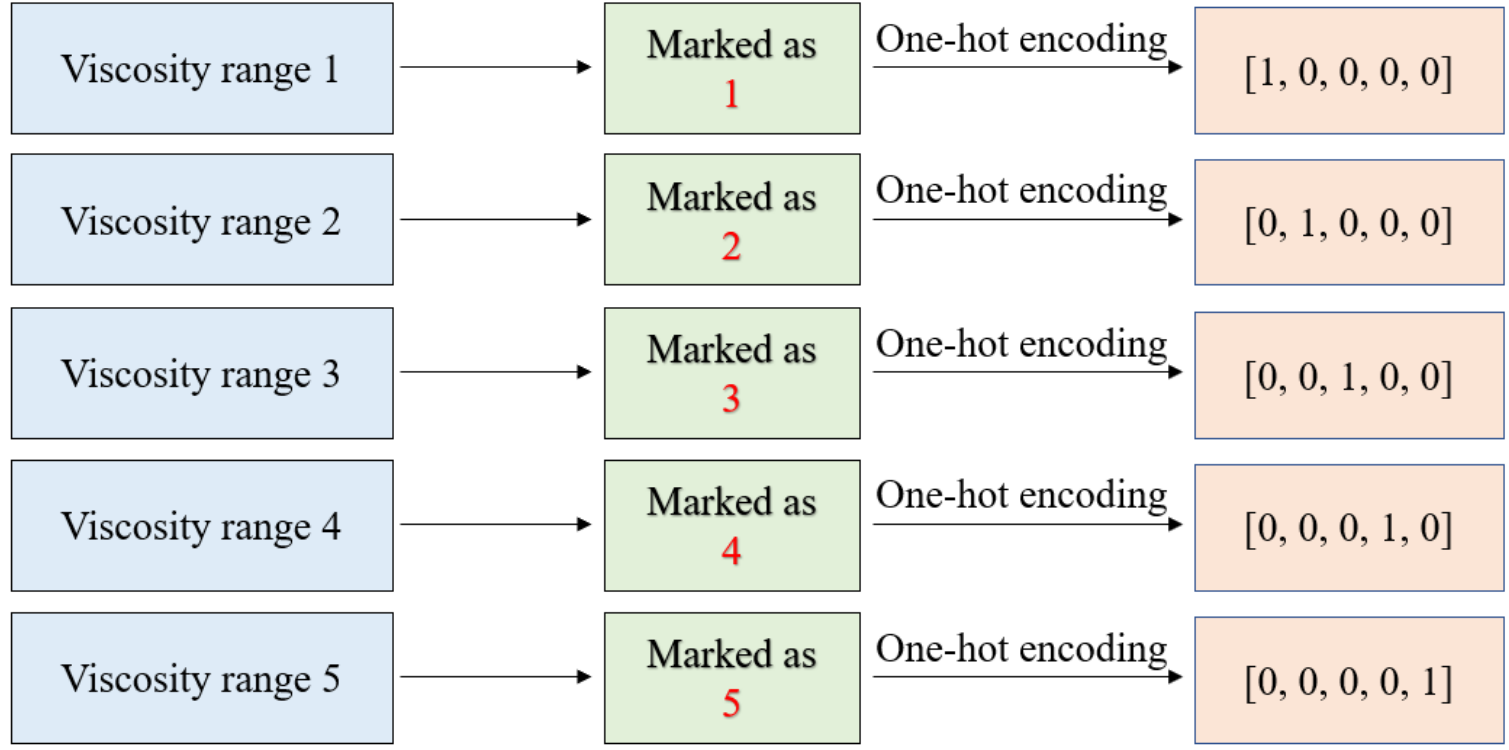 Viscosity range 1
Marked as
1
One-hot encoding
[1, 0, 0, 0, 0]
Viscosity range 2
Marked as
2
One-hot encoding
[0, 1, 0, 0, 0]
Viscosity range 3
Marked as
3
One-hot encoding
[0, 0, 1, 0, 0]
Viscosity range 4
Marked as
4
One-hot encoding
[0, 0, 0, 1, 0]
Viscosity range 5
Marked as
5
One-hot encoding
[0, 0, 0, 0, 1]